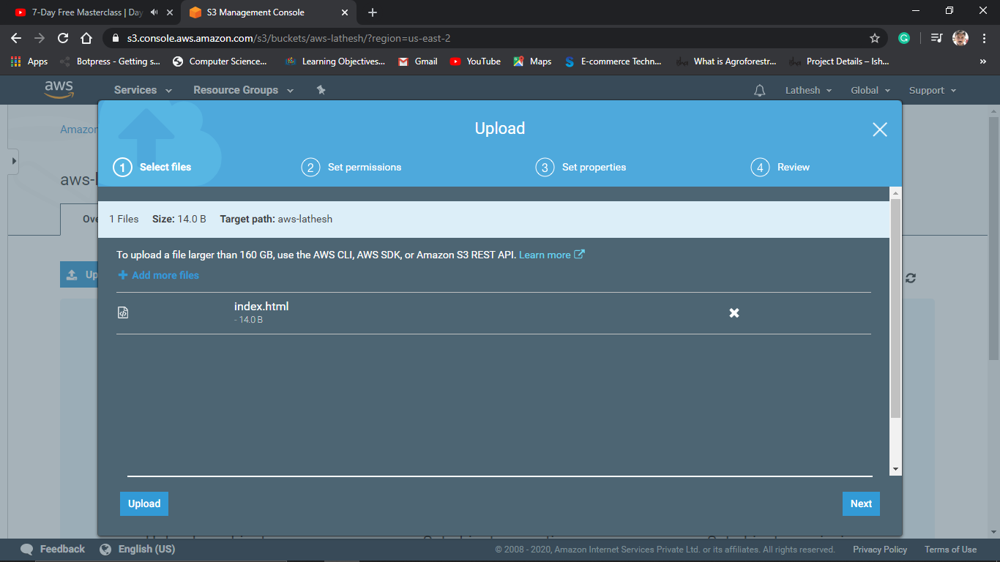 7-Day Free Masterclass | Day
S3 Management Console
s3.console.aws.amazon.com/s3/buckets/aws-lathesh/?region=us-east-2
Apps Botpress - Getting s... Computer Science... Learning Objectives... Gmail YouTube Maps E-commerce Techn... What is Agroforestr... Project Details – Ish...
aws Services Resource Groups Lathesh Global Support
Amazon
Upload
1 Select files 2 Set permissions 3 Set properties 4 Review
aws-l
Ove
1 Files Size: 14.0 B Target path: aws-lathesh
To upload a file larger than 160 GB, use the AWS CLI, AWS SDK, or Amazon S3 REST API. Learn more
Up
+ Add more files
index.html
- 14.0 B
Upload Next
Feedback English (US) © 2008 - 2020, Amazon Internet Services Private Ltd. or its affiliates. All rights reserved. Privacy Policy Terms of Use